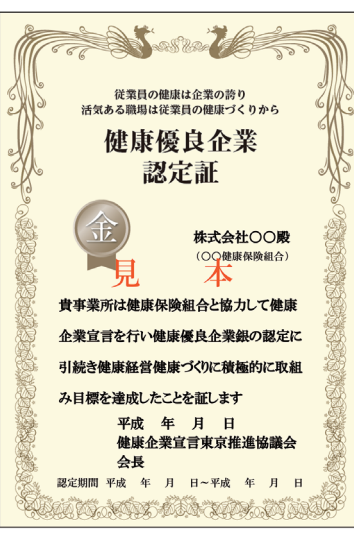 従業員の健康は企業の誇り
活気ある職場は従業員の健康づくりから
健康優良企業
認定証
金
株式会社〇〇殿
（〇〇健康保険組合）
見本
貴事業所は健康保険組合と協力して健康
企業宣言を行い健康優良企業銀の認定に
引続き健康経営健康づくりに積極的に取組
み目標を達成したことを証します
平成 年 月 日
健康企業宣言東京推進協議会
会長
認定期間 平成 年 月 日～平成 年 月 日